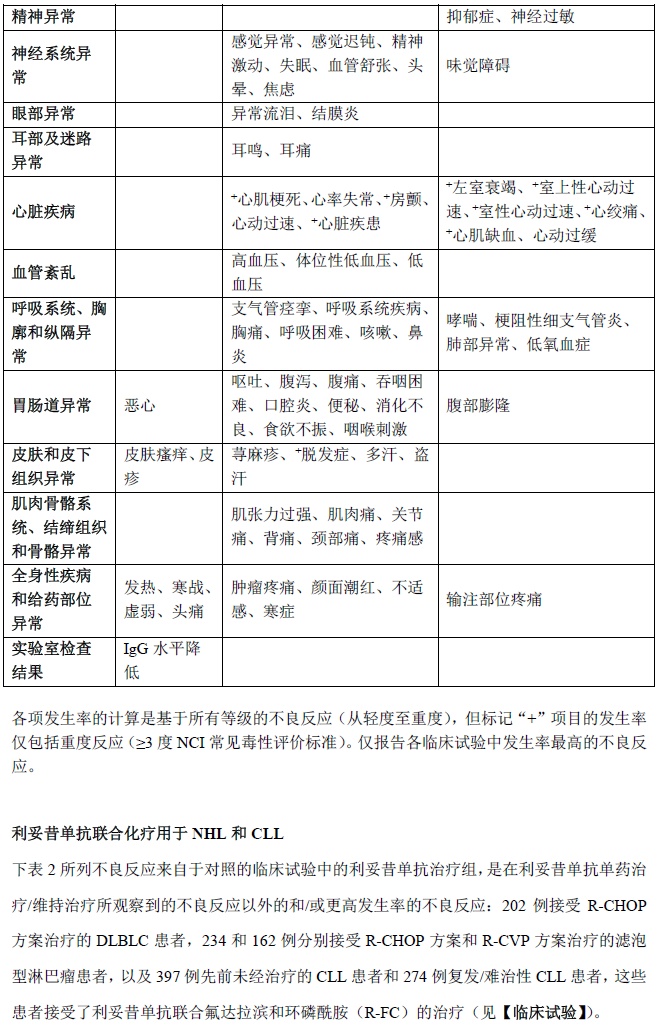 精神异常 抑郁症、神经过敏
神经系统异
常
感觉异常、感觉迟钝、精神
激动、失眠、血管舒张、头
晕、焦虑
味觉障碍
眼部异常 异常流泪、结膜炎
耳部及迷路
异常
耳鸣、耳痛
心脏疾病
+心肌梗死、心率失常、+房颤、
心动过速、+心脏疾患
+左室衰竭、+室上性心动过
速、+室性心动过速、+心绞痛、
+心肌缺血、心动过缓
血管紊乱
高血压、体位性低血压、低
血压
呼吸系统、胸
廓和纵隔异
常
支气管痉挛、呼吸系统疾病、
胸痛、呼吸困难、咳嗽、鼻
炎
哮喘、梗阻性细支气管炎、
肺部异常、低氧血症
胃肠道异常 恶心
呕吐、腹泻、腹痛、吞咽困
难、口腔炎、便秘、消化不
良、食欲不振、咽喉刺激
腹部膨隆
皮肤和皮下
组织异常
皮肤瘙痒、皮
疹
荨麻疹、+脱发症、多汗、盗
汗
肌肉骨骼系
统、结缔组织
和骨骼异常
肌张力过强、肌肉痛、关节
痛、背痛、颈部痛、疼痛感
全身性疾病
和给药部位
异常
发热、寒战、
虚弱、头痛
肿瘤疼痛、颜面潮红、不适
感、寒症
输注部位疼痛
实验室检查
结果
IgG 水平降
低
各项发生率的计算是基于所有等级的不良反应（从轻度至重度），但标记“+”项目的发生率
仅包括重度反应（≥3 度 NCI 常见毒性评价标准）。仅报告各临床试验中发生率最高的不良反
应。
利妥昔单抗联合化疗用于 NHL 和 CLL
下表 2 所列不良反应来自于对照的临床试验中的利妥昔单抗治疗组，是在利妥昔单抗单药治
疗/维持治疗所观察到的不良反应以外的和/或更高发生率的不良反应：202 例接受 R-CHOP
方案治疗的 DLBLC 患者，234 和 162 例分别接受 R-CHOP 方案和 R-CVP 方案治疗的滤泡
型淋巴瘤患者，以及 397 例先前未经治疗的 CLL 患者和 274 例复发/难治性 CLL 患者，这些
患者接受了利妥昔单抗联合氟达拉滨和环磷酰胺（R-FC）的治疗（见【临床试验】）。